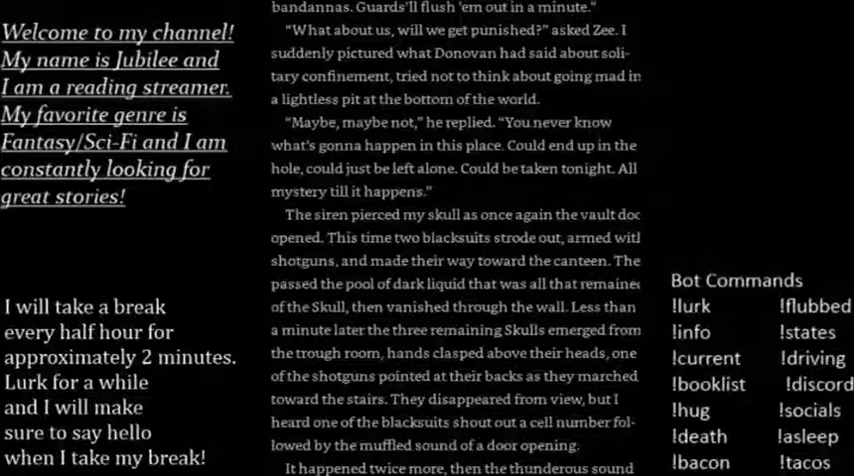 Welcome to my channel!
My name is Jubilee and
I am a reading streamer.
My favorite genre is
Fantasy/Sci-Fi and I am
constantly looking for
great stories!
I will take a break
every half hour for
approximately 2 minutes.
Lurk for a while
and I will make
sure to say hello
when I take my break!
bandannas. Guards'll flush 'em out in a minute."
"What about us, will we get punished?" asked Zee. I
suddenly pictured what Donovan had said about soli-
tary confinement, tried not to think about going mad in
a lightless pit at the bottom of the world.
"Maybe, maybe not," he replied. "You never know
what's gonna happen in this place. Could end up in the
hole, could just be left alone. Could be taken tonight. All
mystery till it happens."
The siren pierced my skull as once again the vault doo
opened. This time two blacksuits strode out, armed with
shotguns, and made their way toward the canteen. The
passed the pool of dark liquid that was all that remained
of the Skull, then vanished through the wall. Less than
a minute later the three remaining Skulls emerged from
the trough room, hands clasped above their heads, one
of the shotguns pointed at their backs as they marched
toward the stairs. They disappeared from view, but I
heard one of the blacksuits shout out a cell number fol-
lowed by the muffled sound of a door opening.
It happened twice more, then the thunderous sound
Bot Commands
!lurk !flubbed
!info !states
!current !driving
!booklist !discord
!hug !socials
!death !asleep
!bacon !tacos